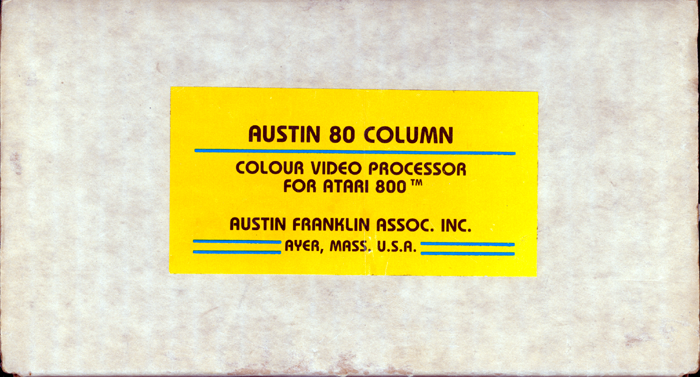 AUSTIN 80 COLUMN
COLOUR VIDEO PROCESSOR
FOR ATARI 800™
AUSTIN FRANKLIN ASSOC. INC.
AYER, MASS. U.S.A.